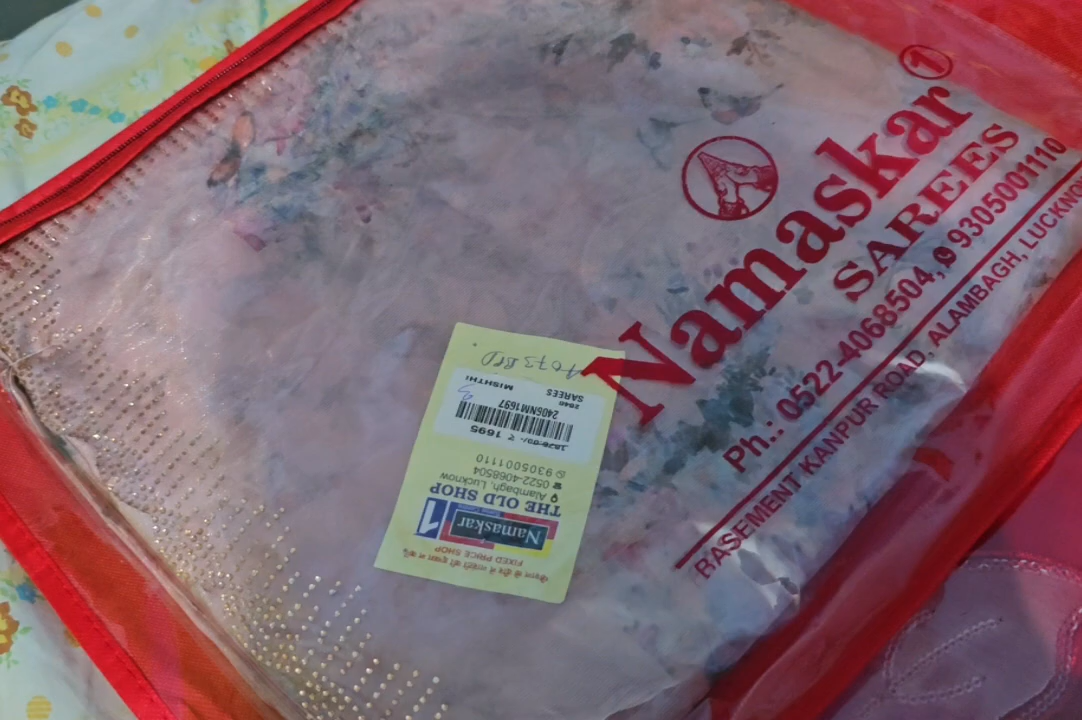 Namaskar 1
SAREES
Ph.: 0522-4068504, 9305001110
BASEMENT KANPUR ROAD, ALAMBAGH, LUCKNOW
FIXED PRICE SHOP
Namaskar 1
THE OLD SHOP
Alambagh, Lucknow
0522-4068504
9305001110
₹ 1695
2406NM1697
SAREES
MISHTHI